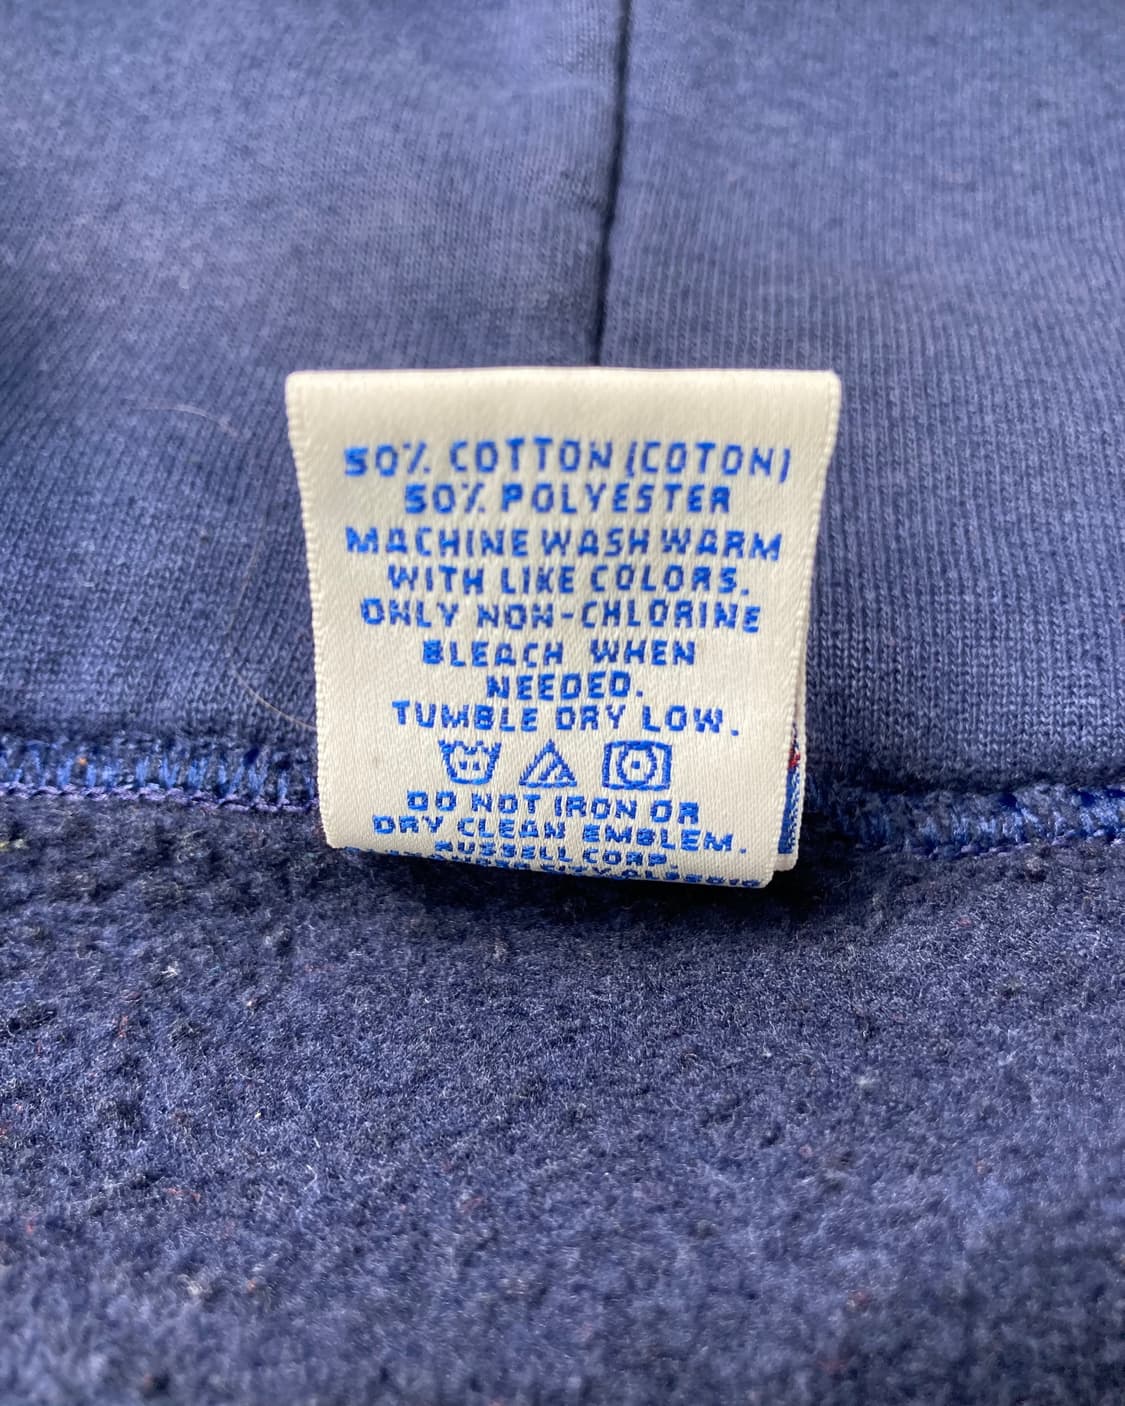 50% COTTON (COTON)
50% POLYESTER
MACHINE WASH WARM
WITH LIKE COLORS.
ONLY NON-CHLORINE
BLEACH WHEN
NEEDED.
TUMBLE DRY LOW.
DO NOT IRON OR
DRY CLEAN EMBLEM.
RUSSELL CORP.